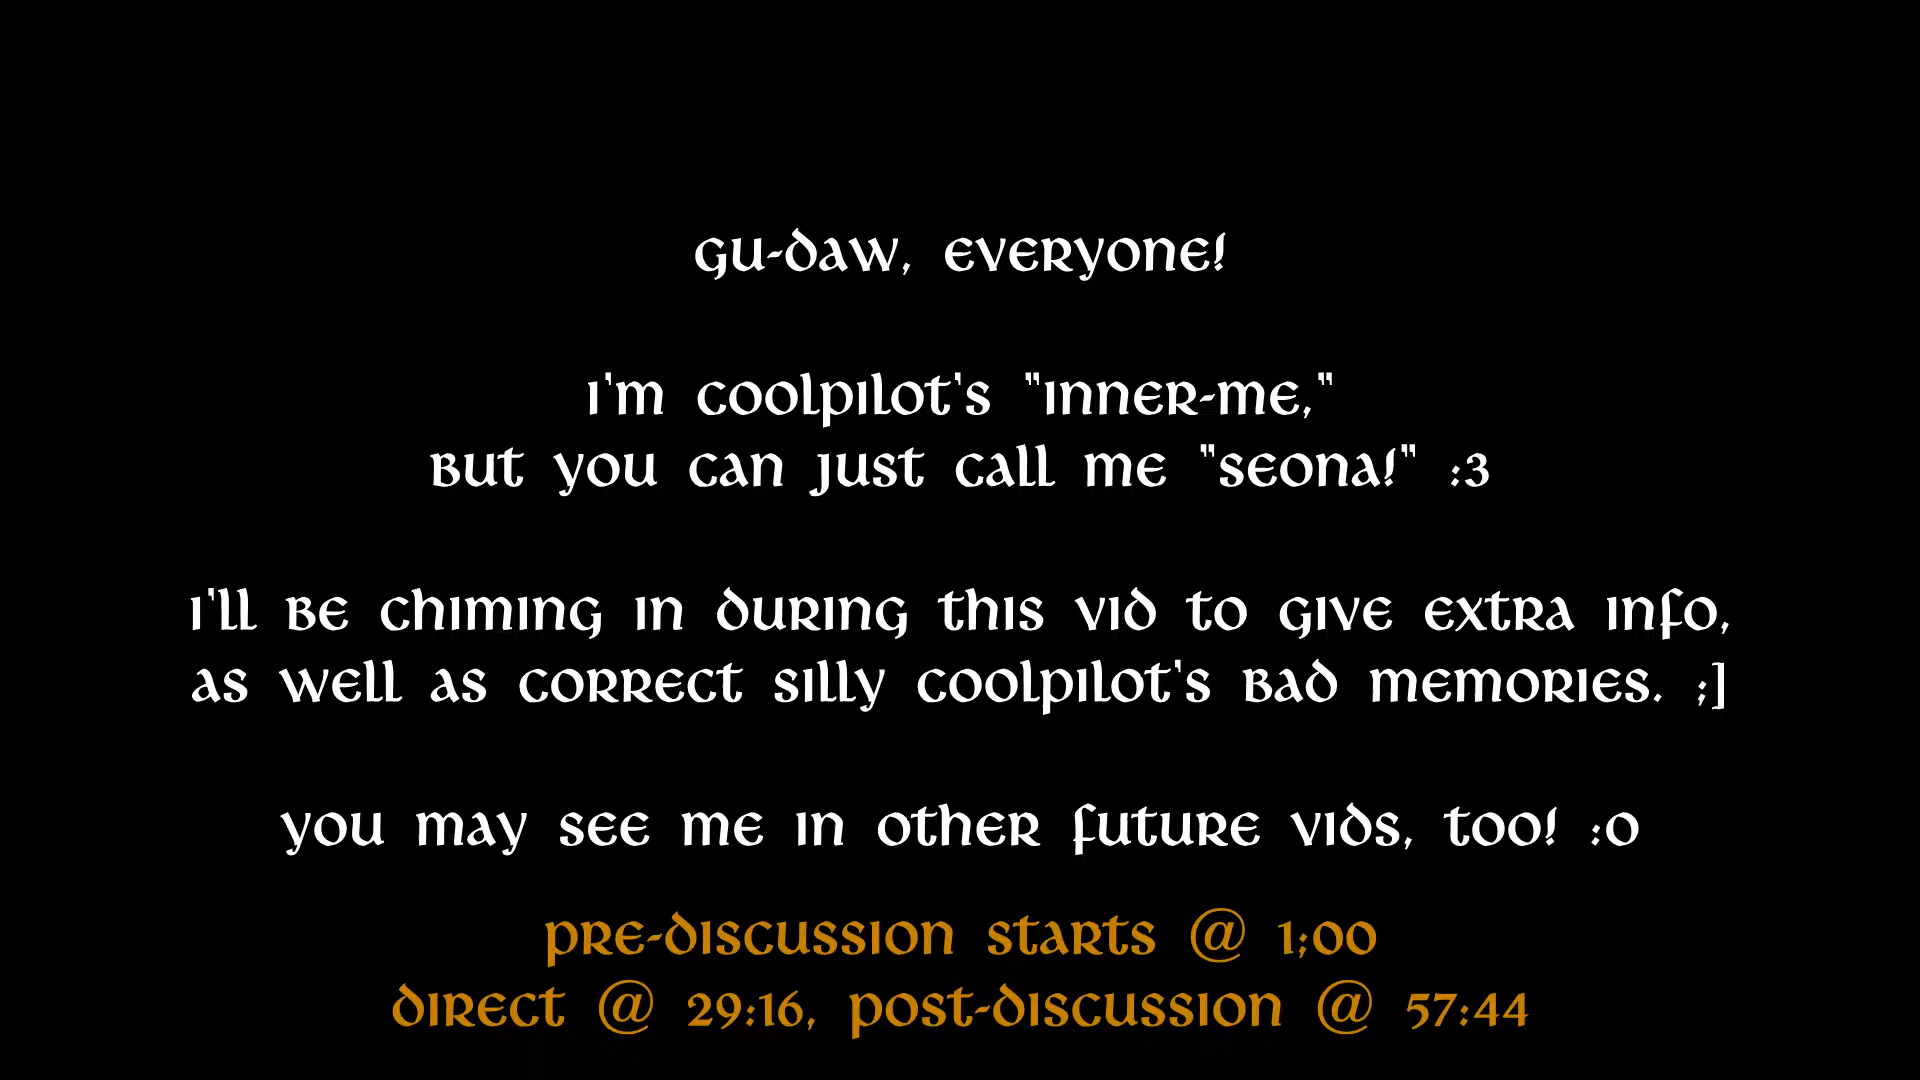 gu-daw, everyone!
i'm coolpilot's "inner-me,"
but you can just call me "seona!" :3
i'll be chiming in during this vid to give extra info,
as well as correct silly coolpilot's bad memories. ;]
you may see me in other future vids, too! :o
pre-discussion starts @ 1;00
direct @ 29:16, post-discussion @ 57:44